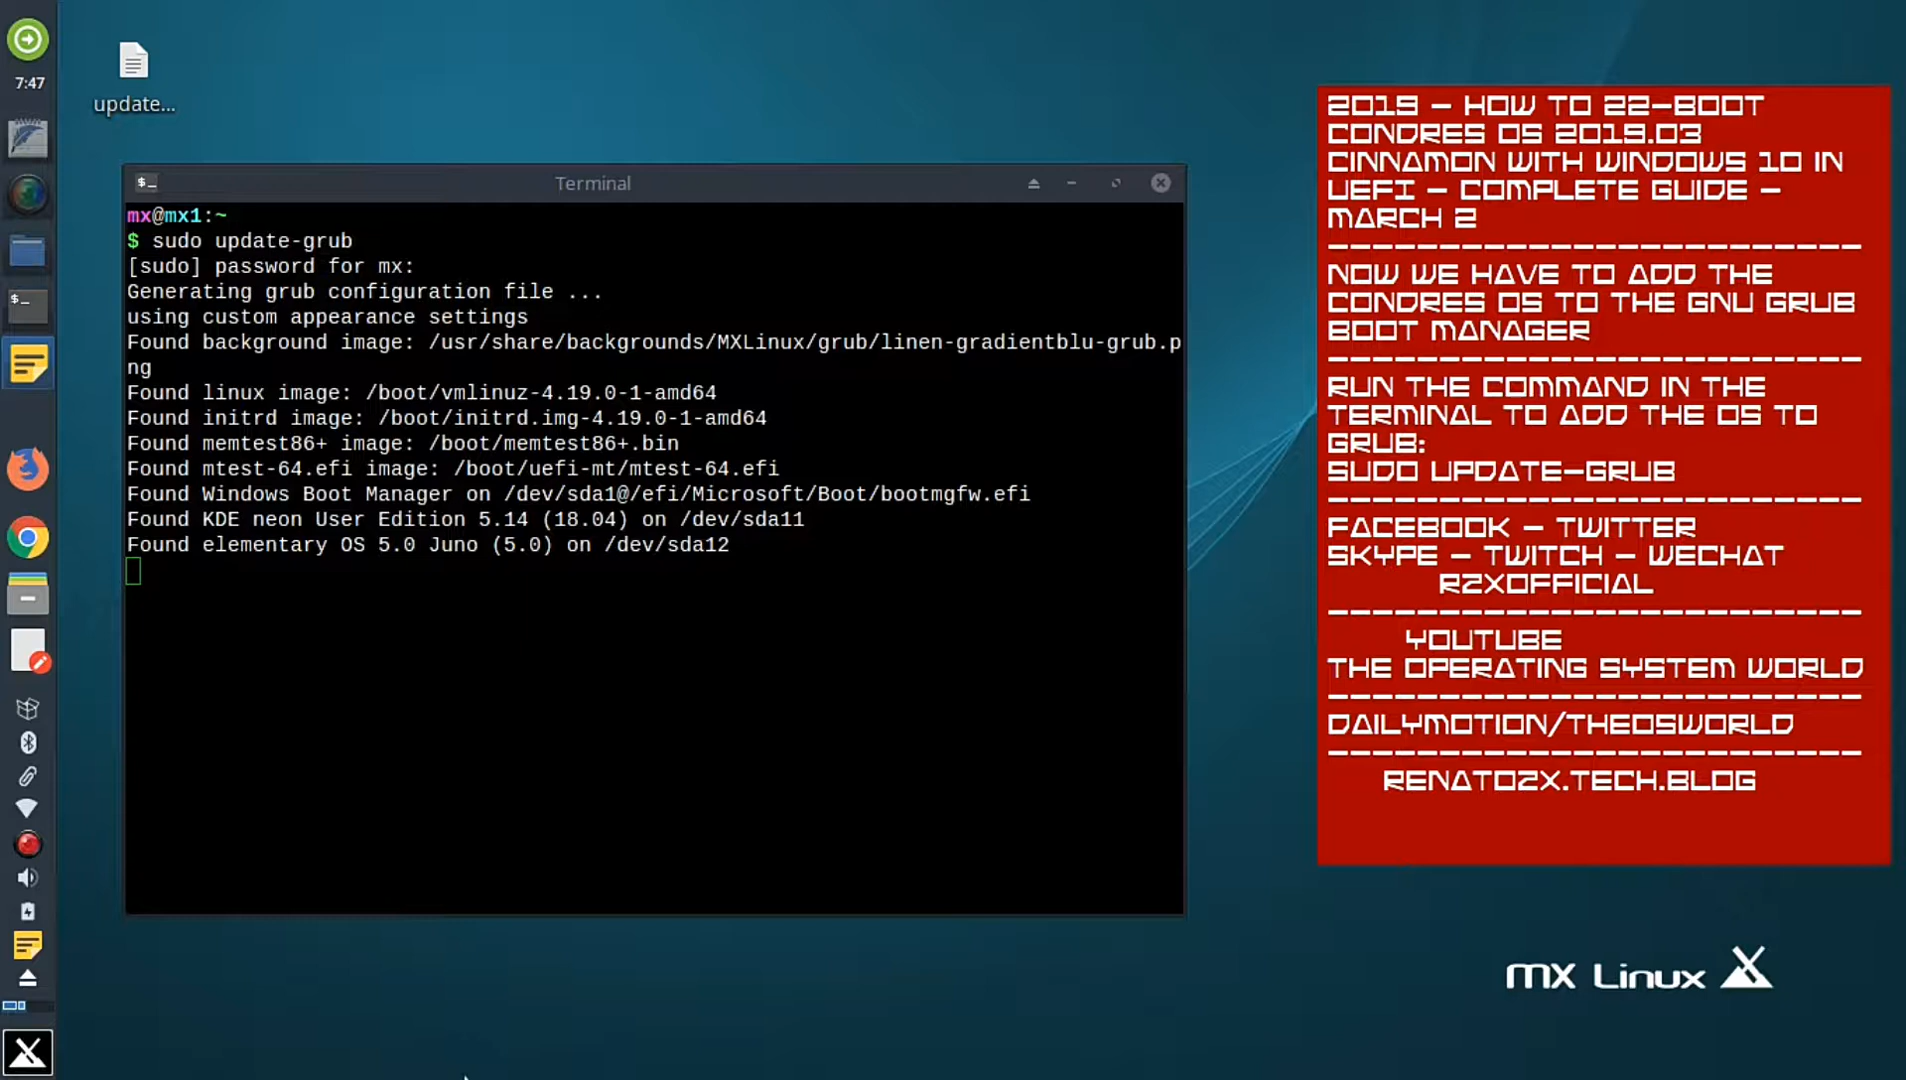 7:47
update...
Terminal
mx@mx1:~
$ sudo update-grub
[sudo] password for mx:
Generating grub configuration file ...
using custom appearance settings
Found background image: /usr/share/backgrounds/MXLinux/grub/linen-gradientblu-grub.p
ng
Found linux image: /boot/vmlinuz-4.19.0-1-amd64
Found initrd image: /boot/initrd.img-4.19.0-1-amd64
Found memtest86+ image: /boot/memtest86+.bin
Found mtest-64.efi image: /boot/uefi-mt/mtest-64.efi
Found Windows Boot Manager on /dev/sda1@/efi/Microsoft/Boot/bootmgfw.efi
Found KDE neon User Edition 5.14 (18.04) on /dev/sda11
Found elementary OS 5.0 Juno (5.0) on /dev/sda12
2019 - HOW TO 22-BOOT
CONDRES OS 2019.03
CINNAMON WITH WINDOWS 10 IN
UEFI - COMPLETE GUIDE -
MARCH 2
--------------------------
NOW WE HAVE TO ADD THE
CONDRES OS TO THE GNU GRUB
BOOT MANAGER
--------------------------
RUN THE COMMAND IN THE
TERMINAL TO ADD THE OS TO
GRUB:
SUDO UPDATE-GRUB
--------------------------
FACEBOOK - TWITTER
SKYPE - TWITCH - WECHAT
R2XOFFICIAL
--------------------------
YOUTUBE
THE OPERATING SYSTEM WORLD
--------------------------
DAILYMOTION/THEOSWORLD
--------------------------
RENATO2X.TECH.BLOG
MX Linux